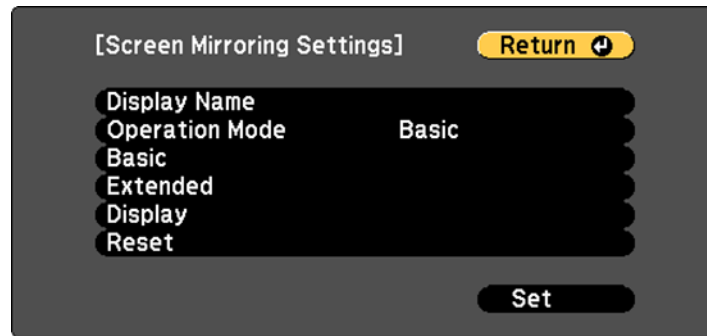 [Screen Mirroring Settings] Return
Display Name
Operation Mode Basic
Basic
Extended
Display
Reset
Set